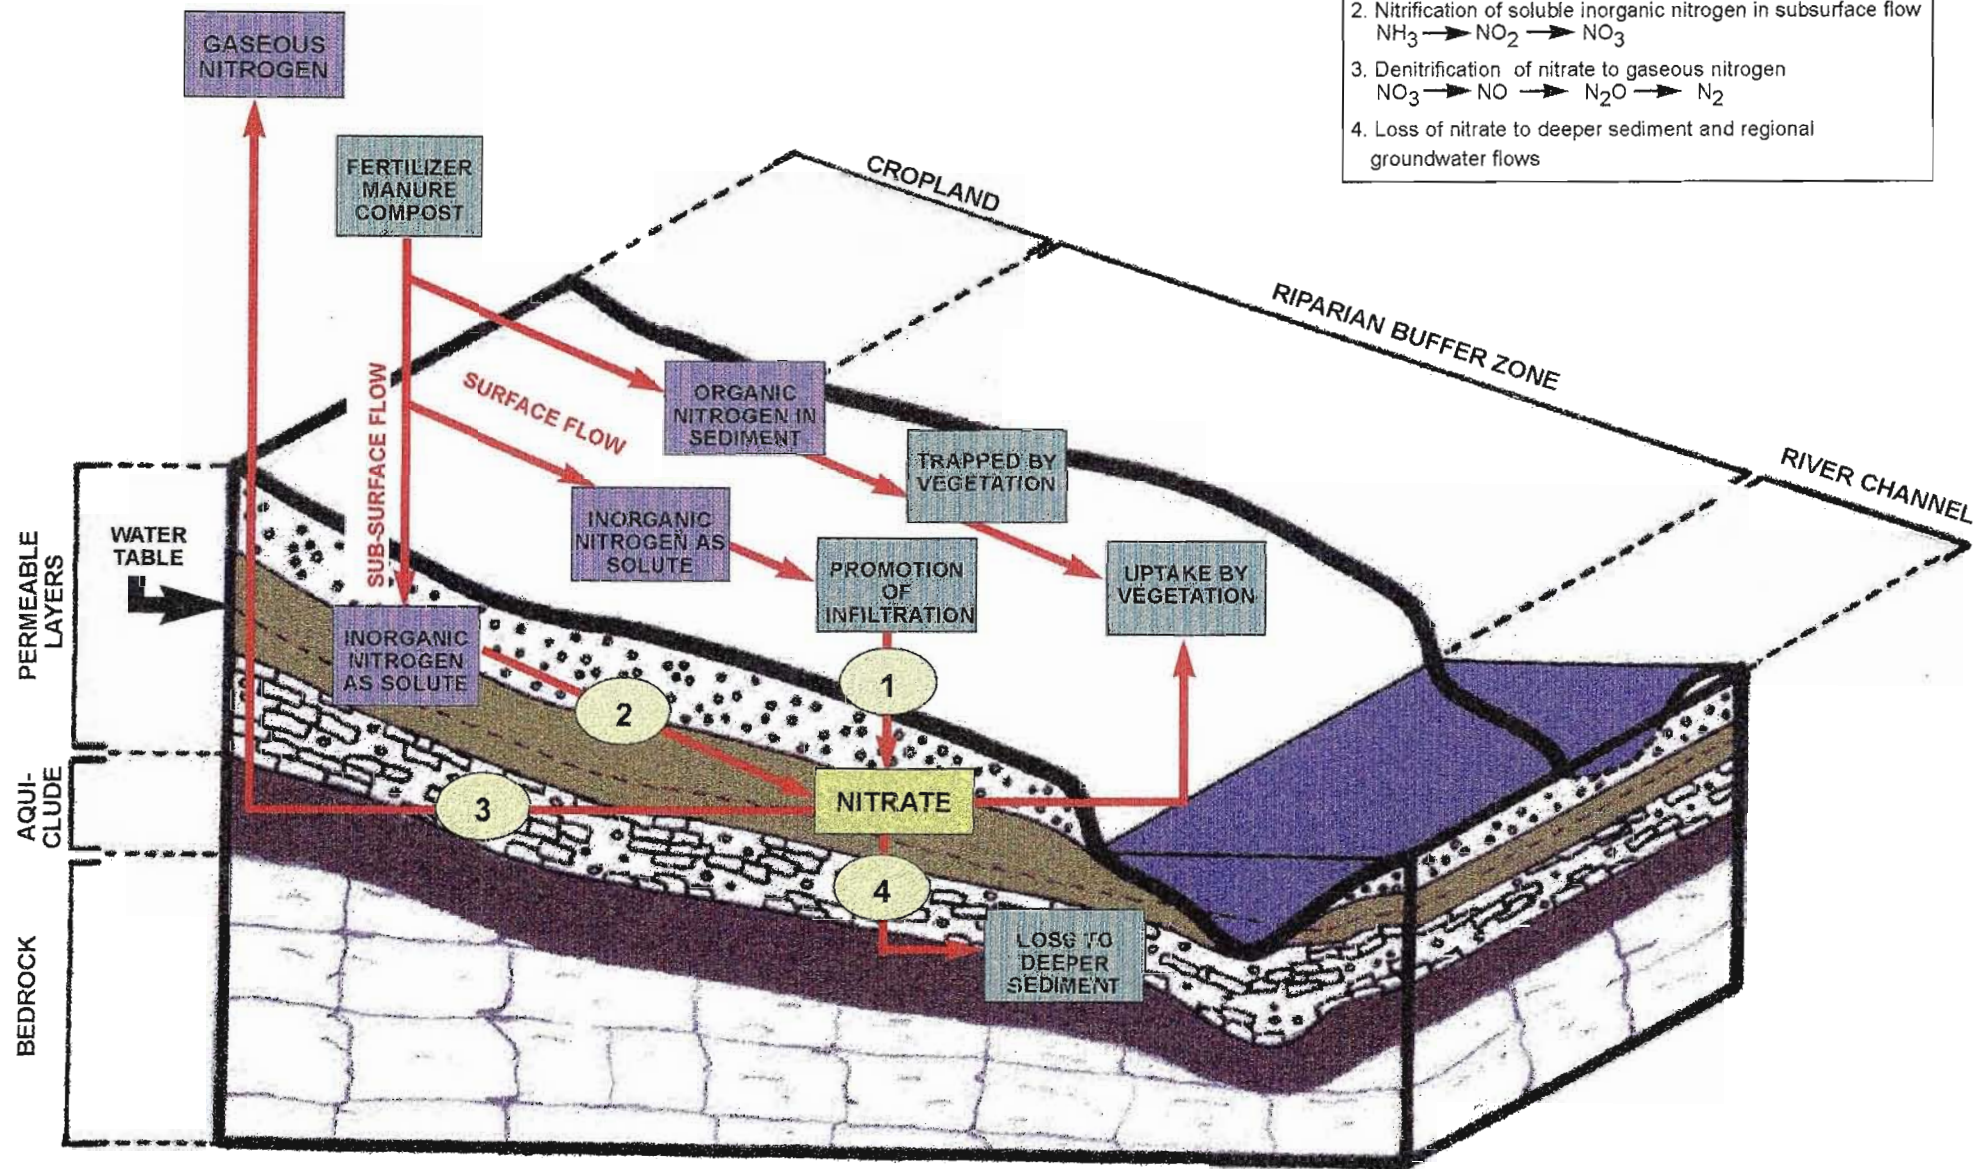 2. Nitrification of soluble inorganic nitrogen in subsurface flow
NH3 → NO2 → NO3
3. Denitrification of nitrate to gaseous nitrogen
NO3 → NO → N2O → N2
4. Loss of nitrate to deeper sediment and regional
groundwater flows
GASEOUS
NITROGEN
FERTILIZER
MANURE
COMPOST
CROPLAND
RIPARIAN BUFFER ZONE
RIVER CHANNEL
SUB-SURFACE FLOW
SURFACE FLOW
ORGANIC
NITROGEN IN
SEDIMENT
TRAPPED BY
VEGETATION
INORGANIC
NITROGEN AS
SOLUTE
PROMOTION
OF
INFILTRATION
UPTAKE BY
VEGETATION
WATER
TABLE
PERMEABLE
LAYERS
INORGANIC
NITROGEN
AS SOLUTE
1
2
NITRATE
3
4
AQUI-
CLUDE
LOSS TO
DEEPER
SEDIMENT
BEDROCK